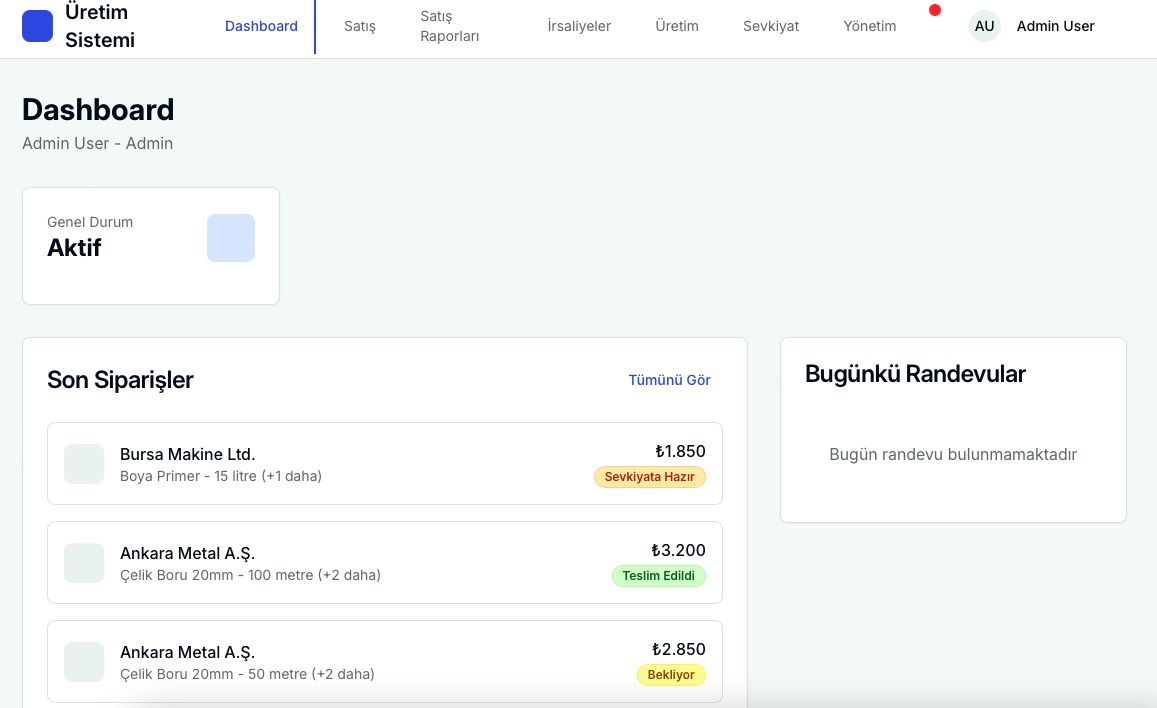 Üretim
Sistemi
Dashboard
Satış
Satış
Raporları
İrsaliyeler
Üretim
Sevkiyat
Yönetim
AU
Admin User
Dashboard
Admin User - Admin
Genel Durum
Aktif
Son Siparişler
Tümünü Gör
Bursa Makine Ltd.
₺1.850
Boya Primer - 15 litre (+1 daha)
Sevkiyata Hazır
Ankara Metal A.Ş.
₺3.200
Çelik Boru 20mm - 100 metre (+2 daha)
Teslim Edildi
Ankara Metal A.Ş.
₺2.850
Çelik Boru 20mm - 50 metre (+2 daha)
Bekliyor
Bugünkü Randevular
Bugün randevu bulunmamaktadır